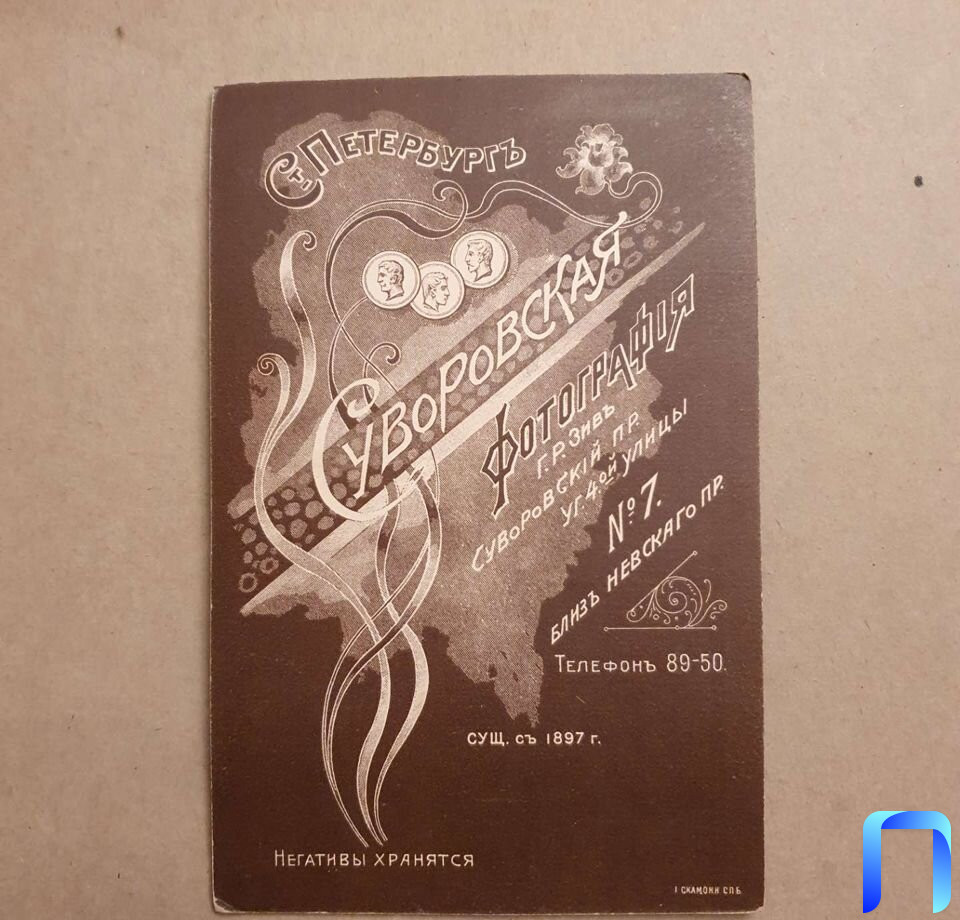 Ст. Петербургъ
Суворовская
Фотографія
Г. Р. Зивъ
Суворовскій пр.
уг. 4ой улицы
№ 7.
близъ Невскаго пр.
Телефонъ 89-50.
Сущ. съ 1897 г.
Негативы хранятся
І СКАМОНИ СПБ.